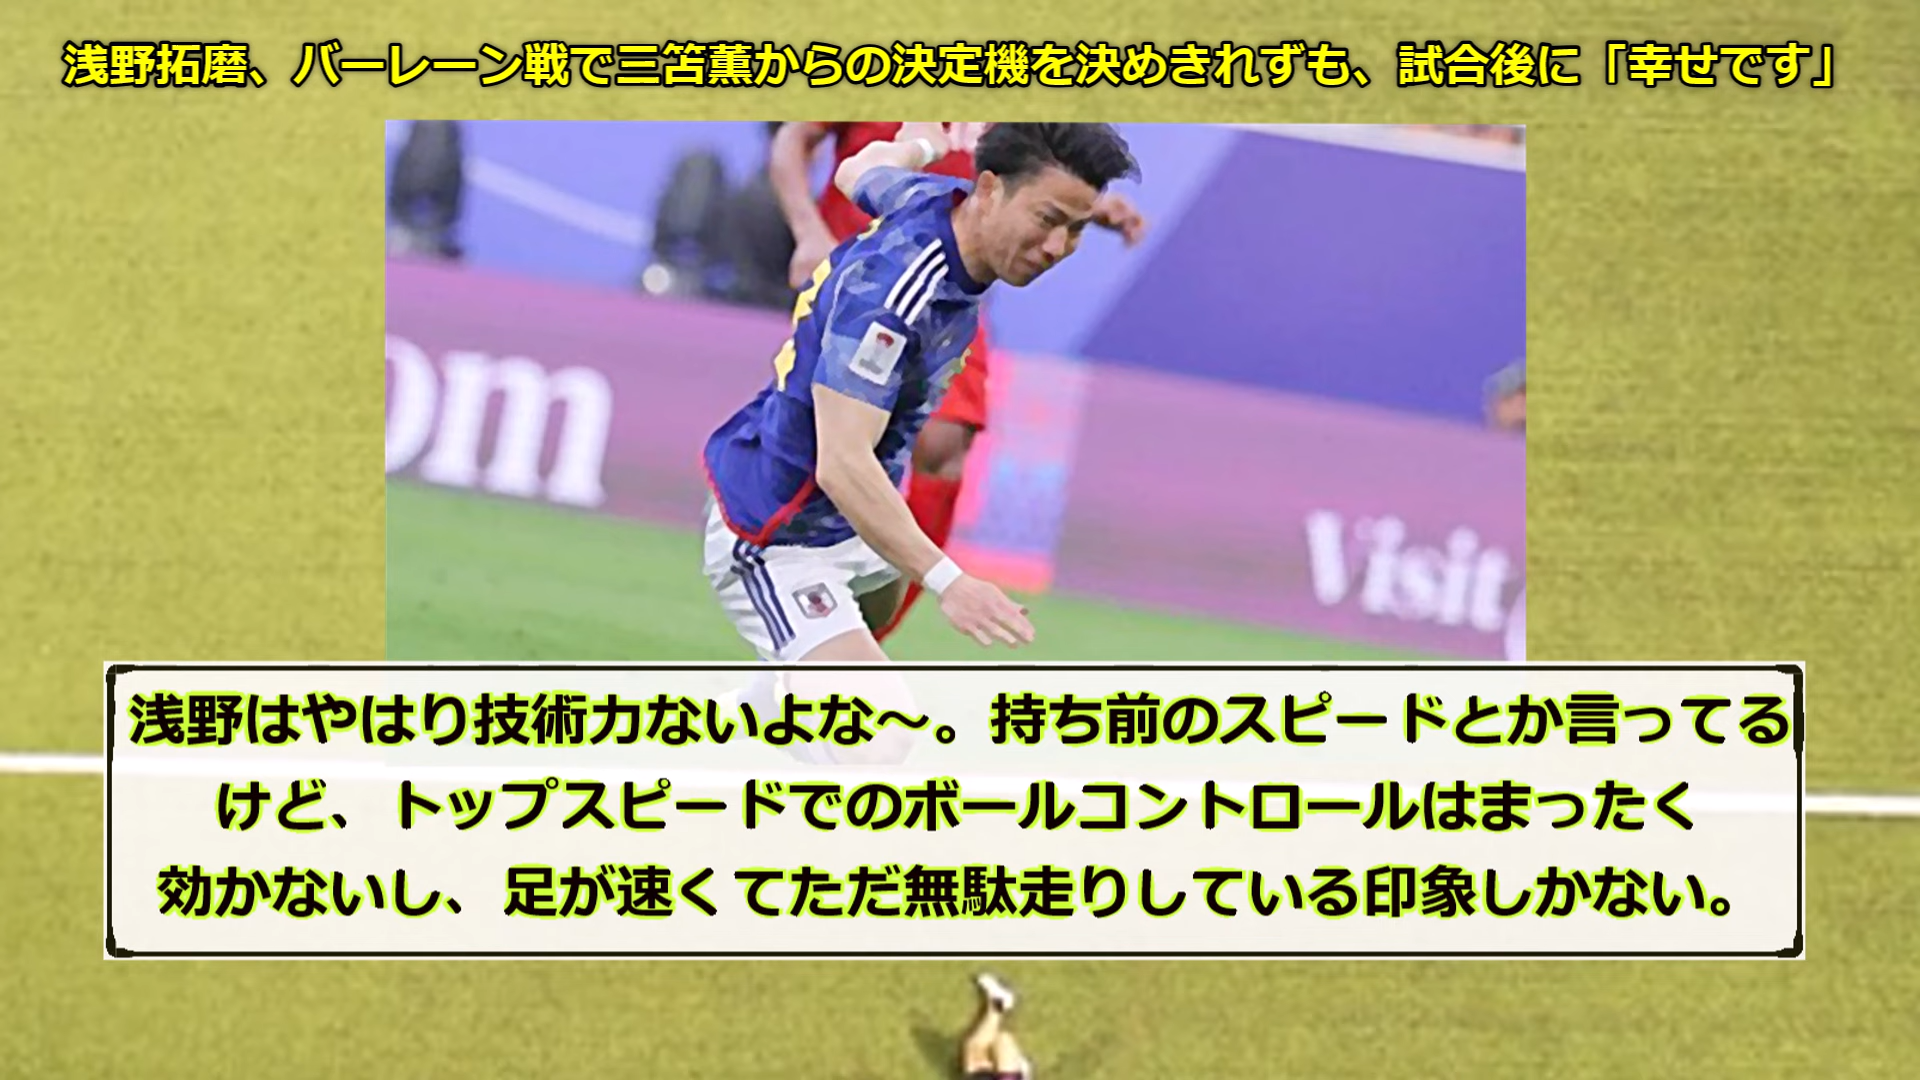 浅野拓磨、バーレーン戦で三笘薫からの決定機を決めきれずも、試合後に「幸せです」
om
Visit
浅野はやはり技術力ないよな～。持ち前のスピードとか言ってる
けど、トップスピードでのボールコントロールはまったく
効かないし、足が速くてただ無駄走りしている印象しかない。